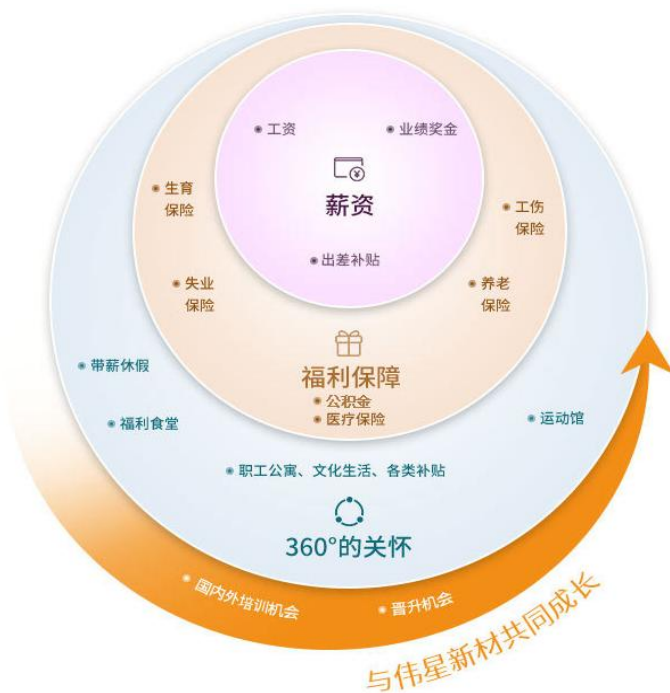 工资
业绩奖金
¥
薪资
出差补贴
生育
保险
工伤
保险
失业
保险
养老
保险
福利保障
公积金
医疗保险
带薪休假
福利食堂
运动馆
职工公寓、文化生活、各类补贴
360°的关怀
国内外培训机会
晋升机会
与伟星新材共同成长